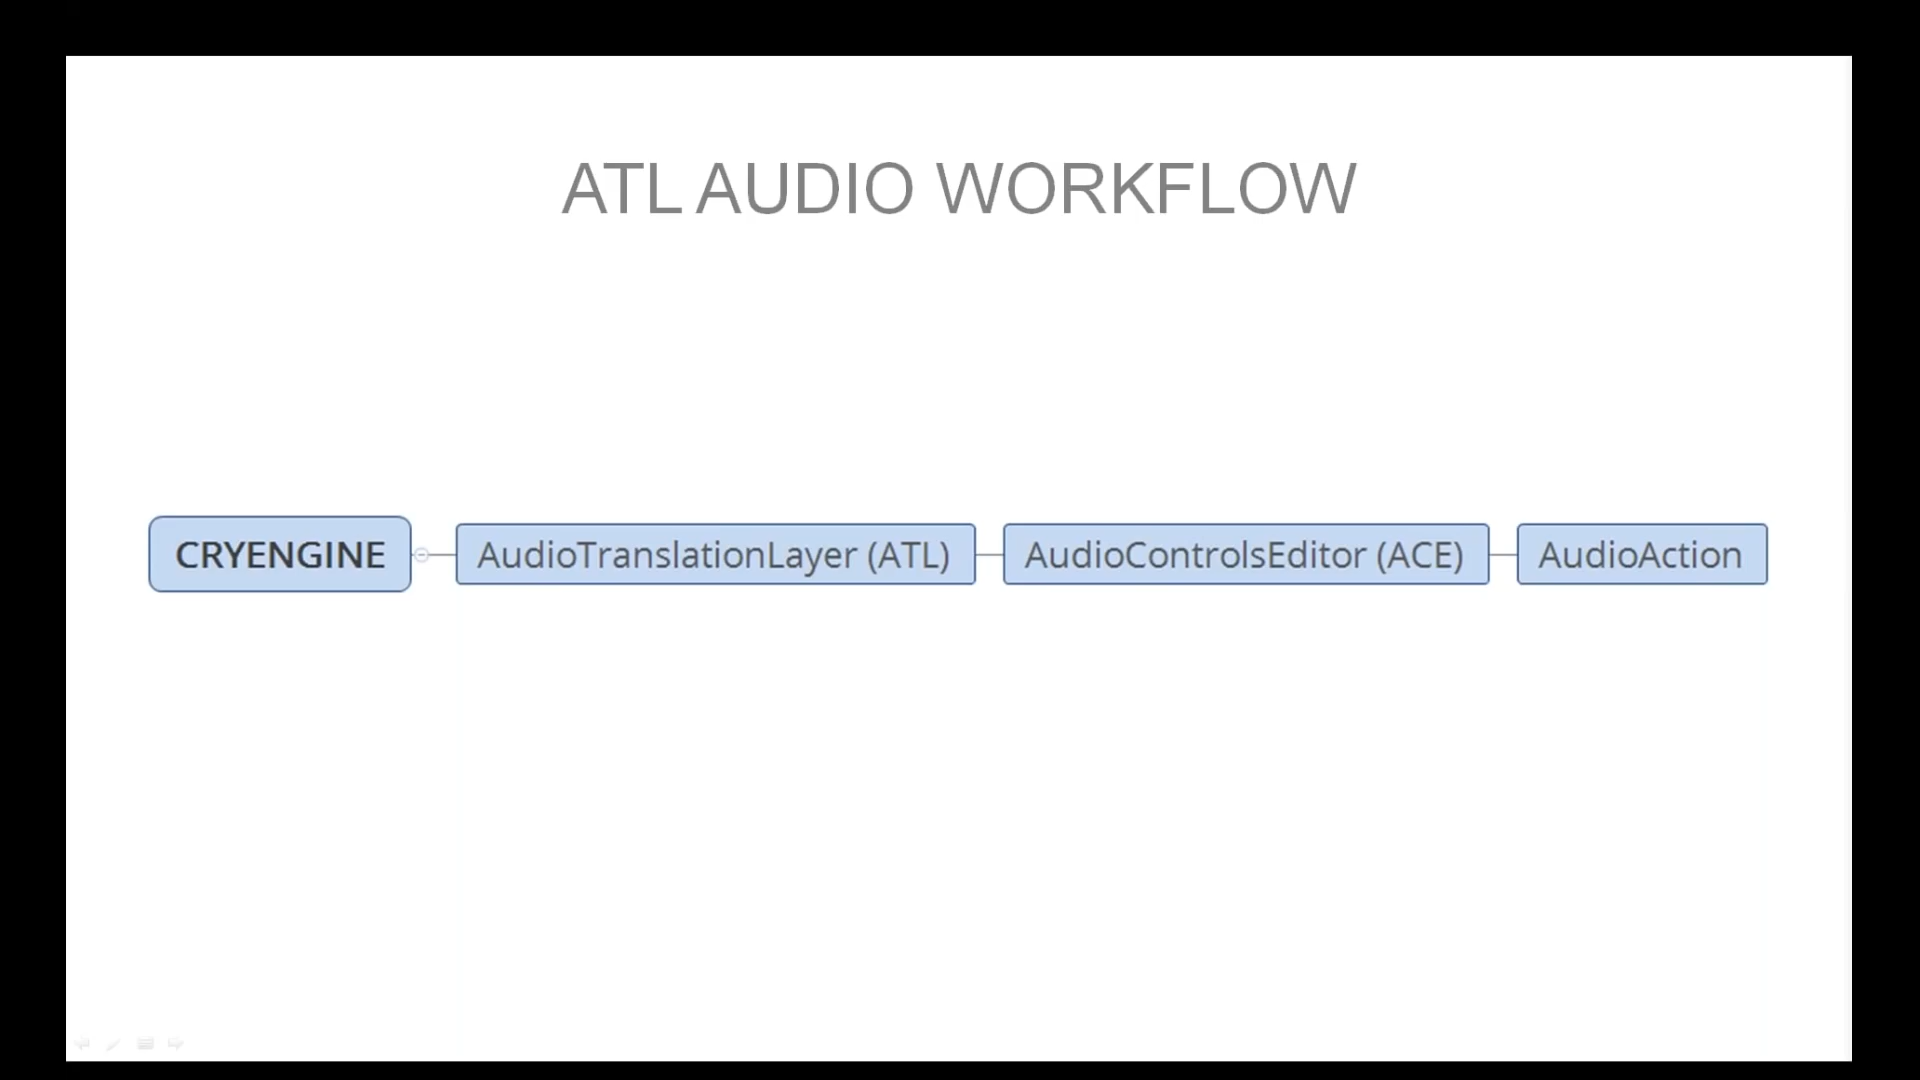 ATL AUDIO WORKFLOW
CRYENGINE
AudioTranslationLayer (ATL)
AudioControlsEditor (ACE)
AudioAction